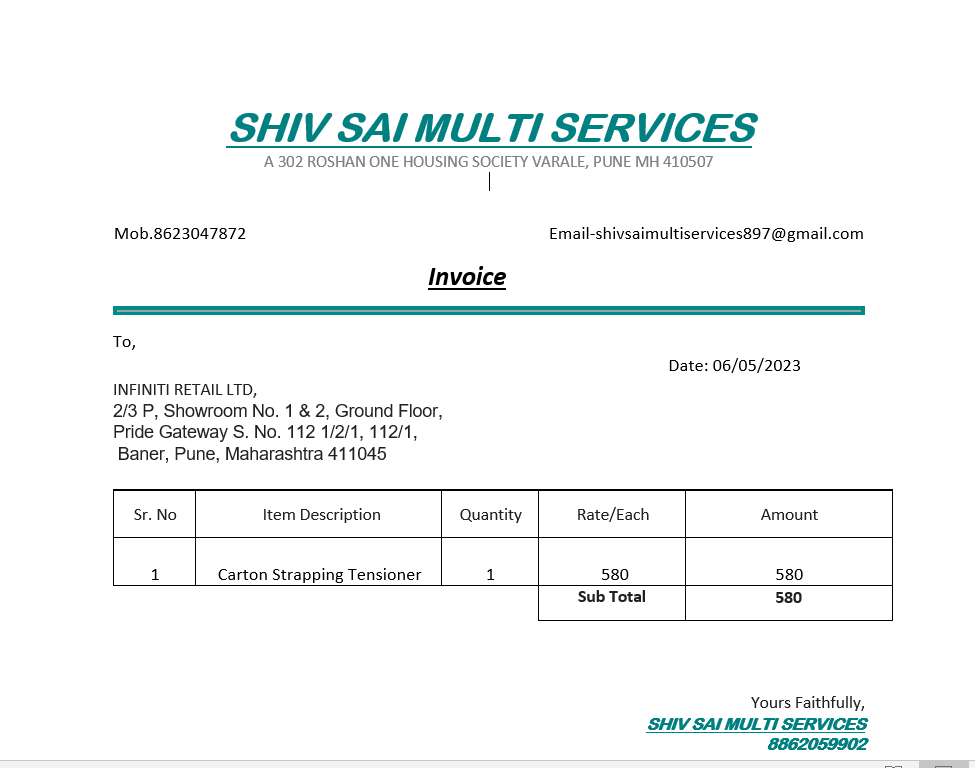 SHIV SAI MULTI SERVICES
A 302 ROSHAN ONE HOUSING SOCIETY VARALE, PUNE MH 410507
Mob.8623047872 Email-shivsaimultiservices897@gmail.com
Invoice
To,
Date: 06/05/2023
INFINITI RETAIL LTD,
2/3 P, Showroom No. 1 & 2, Ground Floor,
Pride Gateway S. No. 112 1/2/1, 112/1,
Baner, Pune, Maharashtra 411045
Sr. No Item Description Quantity Rate/Each Amount
1 Carton Strapping Tensioner 1 580 580
Sub Total 580
Yours Faithfully,
SHIV SAI MULTI SERVICES
8862059902